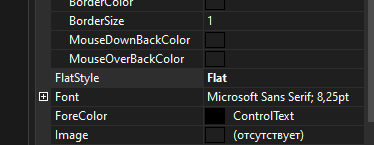 BorderColor
BorderSize 1
MouseDownBackColor
MouseOverBackColor
FlatStyle Flat
Font Microsoft Sans Serif; 8,25pt
ForeColor ControlText
Image (отсутствует)